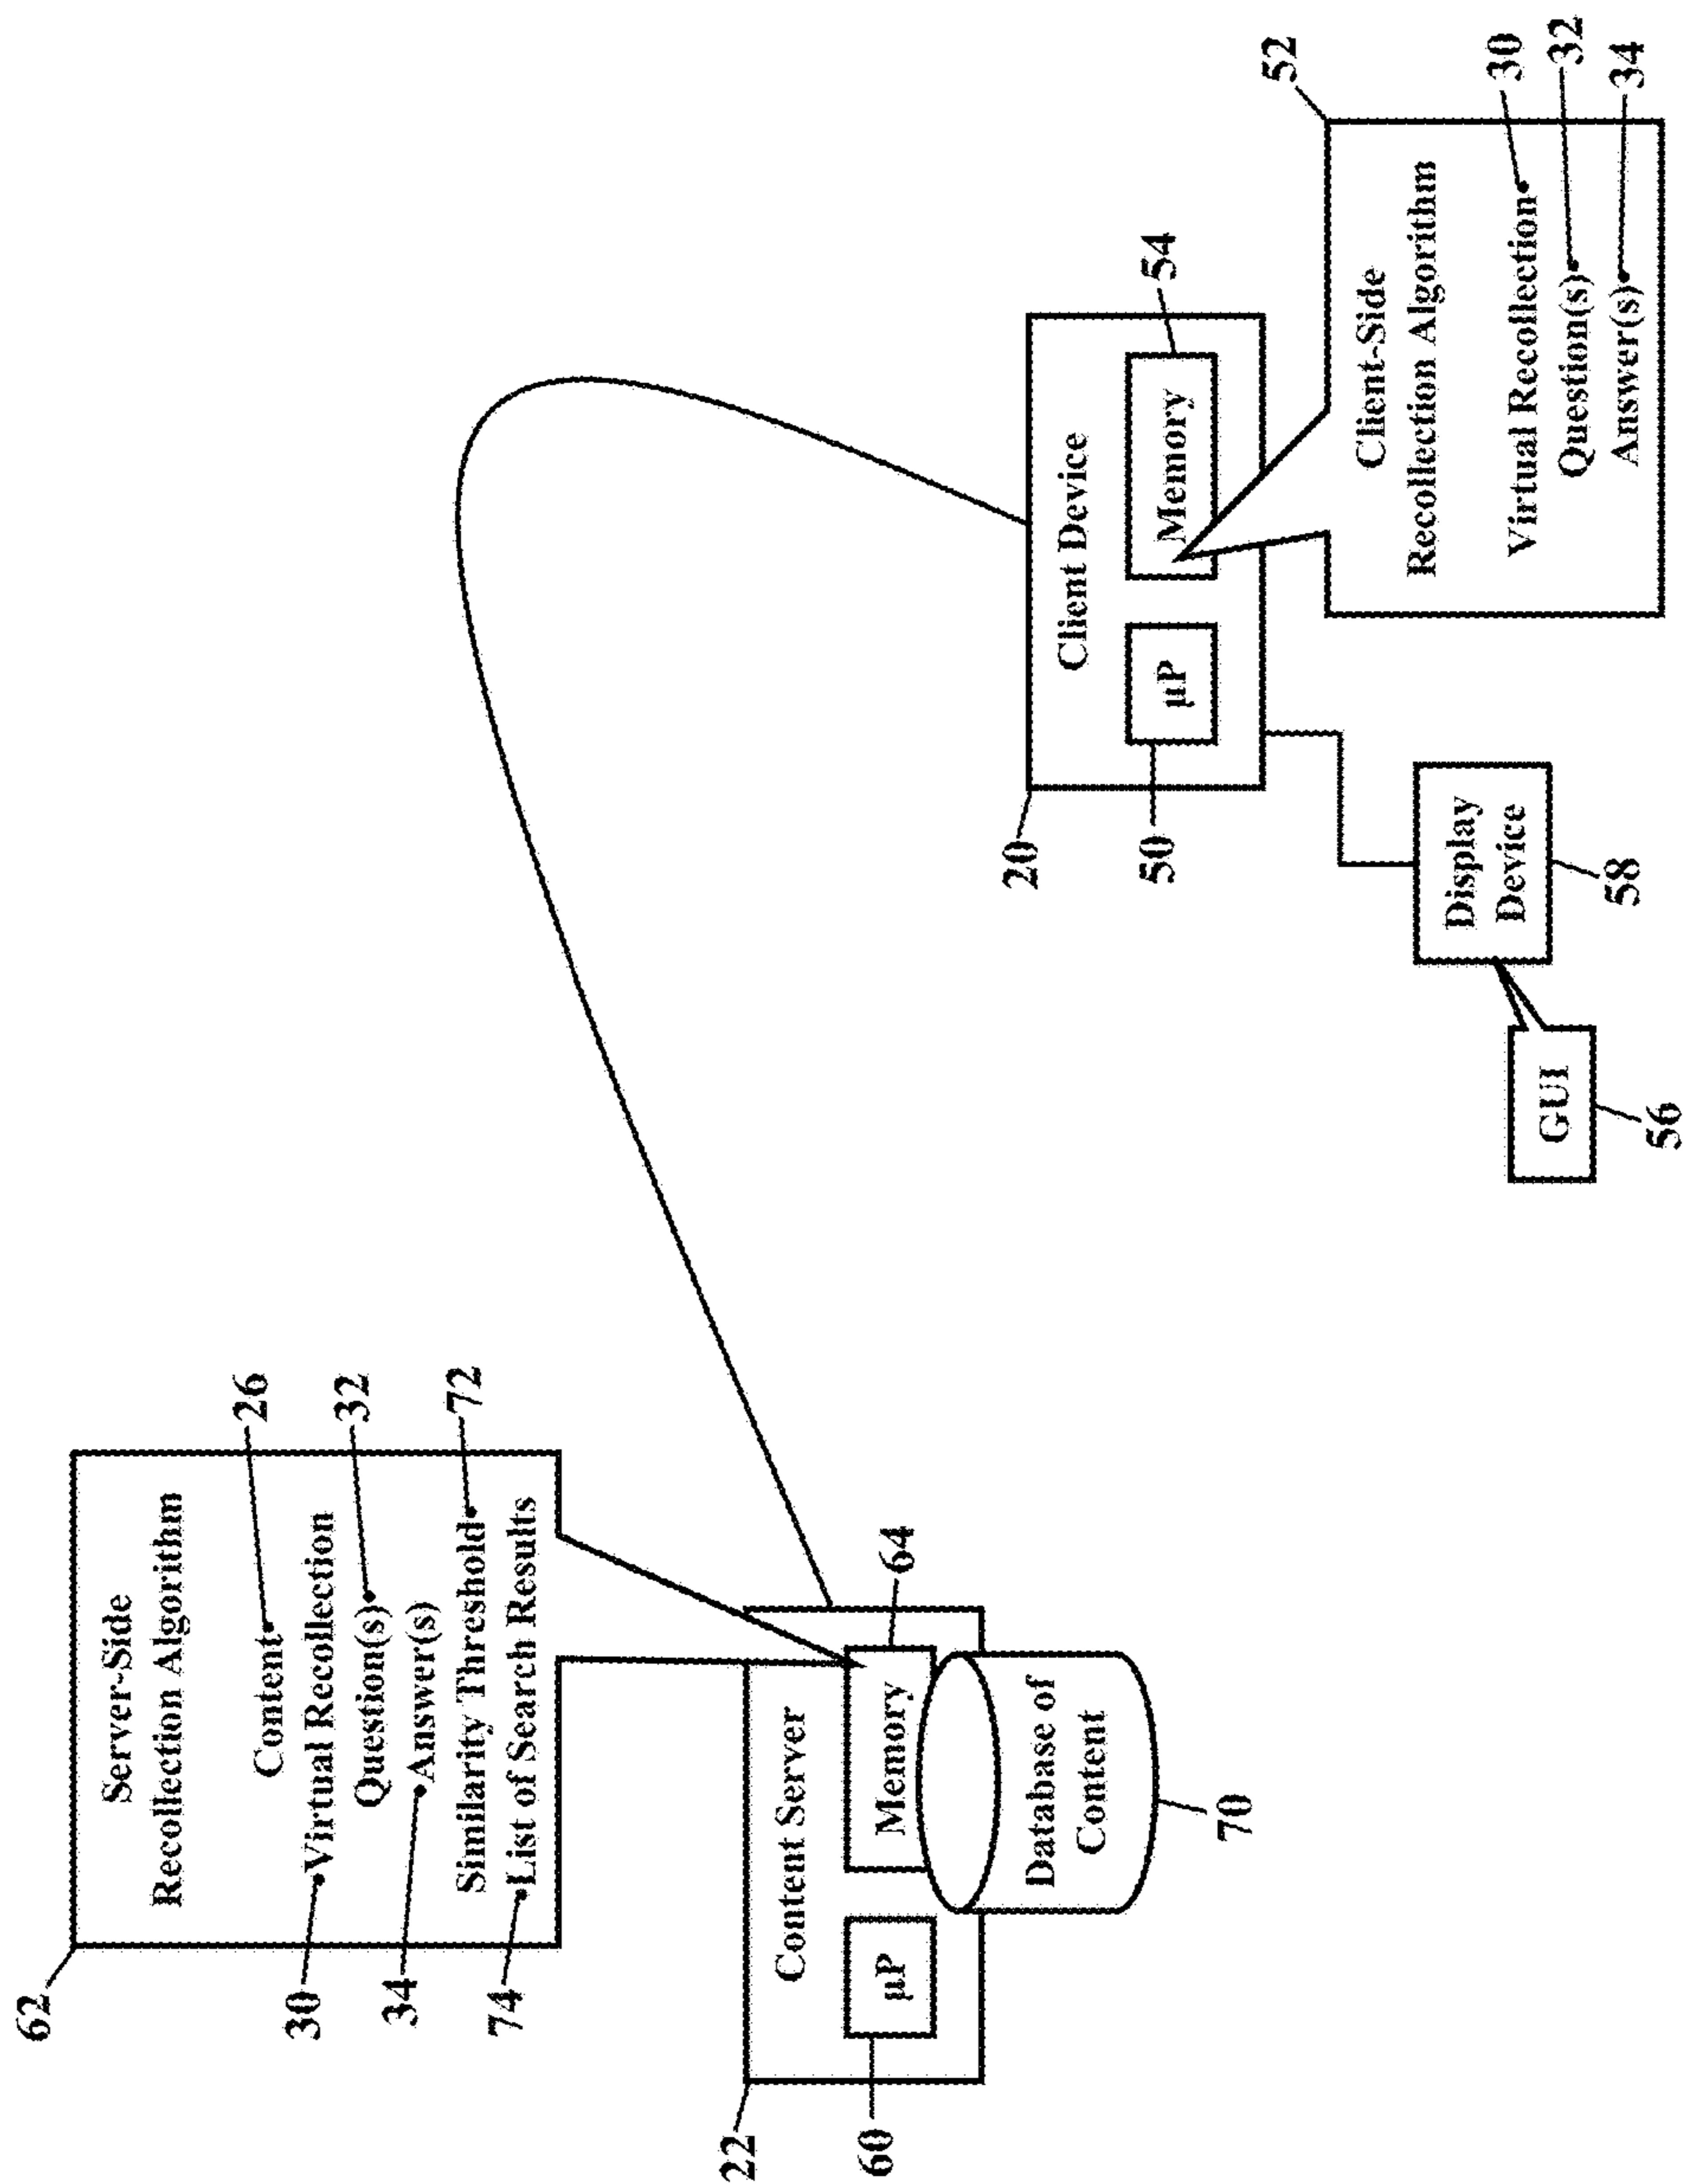 62
Server-Side
Recollection Algorithm
Content
26
30
Virtual Recollection
Question(s)
32
34
Answer(s)
Similarity Threshold
72
74
List of Search Results
22
Content Server
60
µP
Memory
64
Database of
Content
70
20
Client Device
50
µP
Memory
54
52
Client-Side
Recollection Algorithm
Virtual Recollection
30
Question(s)
32
Answer(s)
34
Display
Device
58
GUI
56